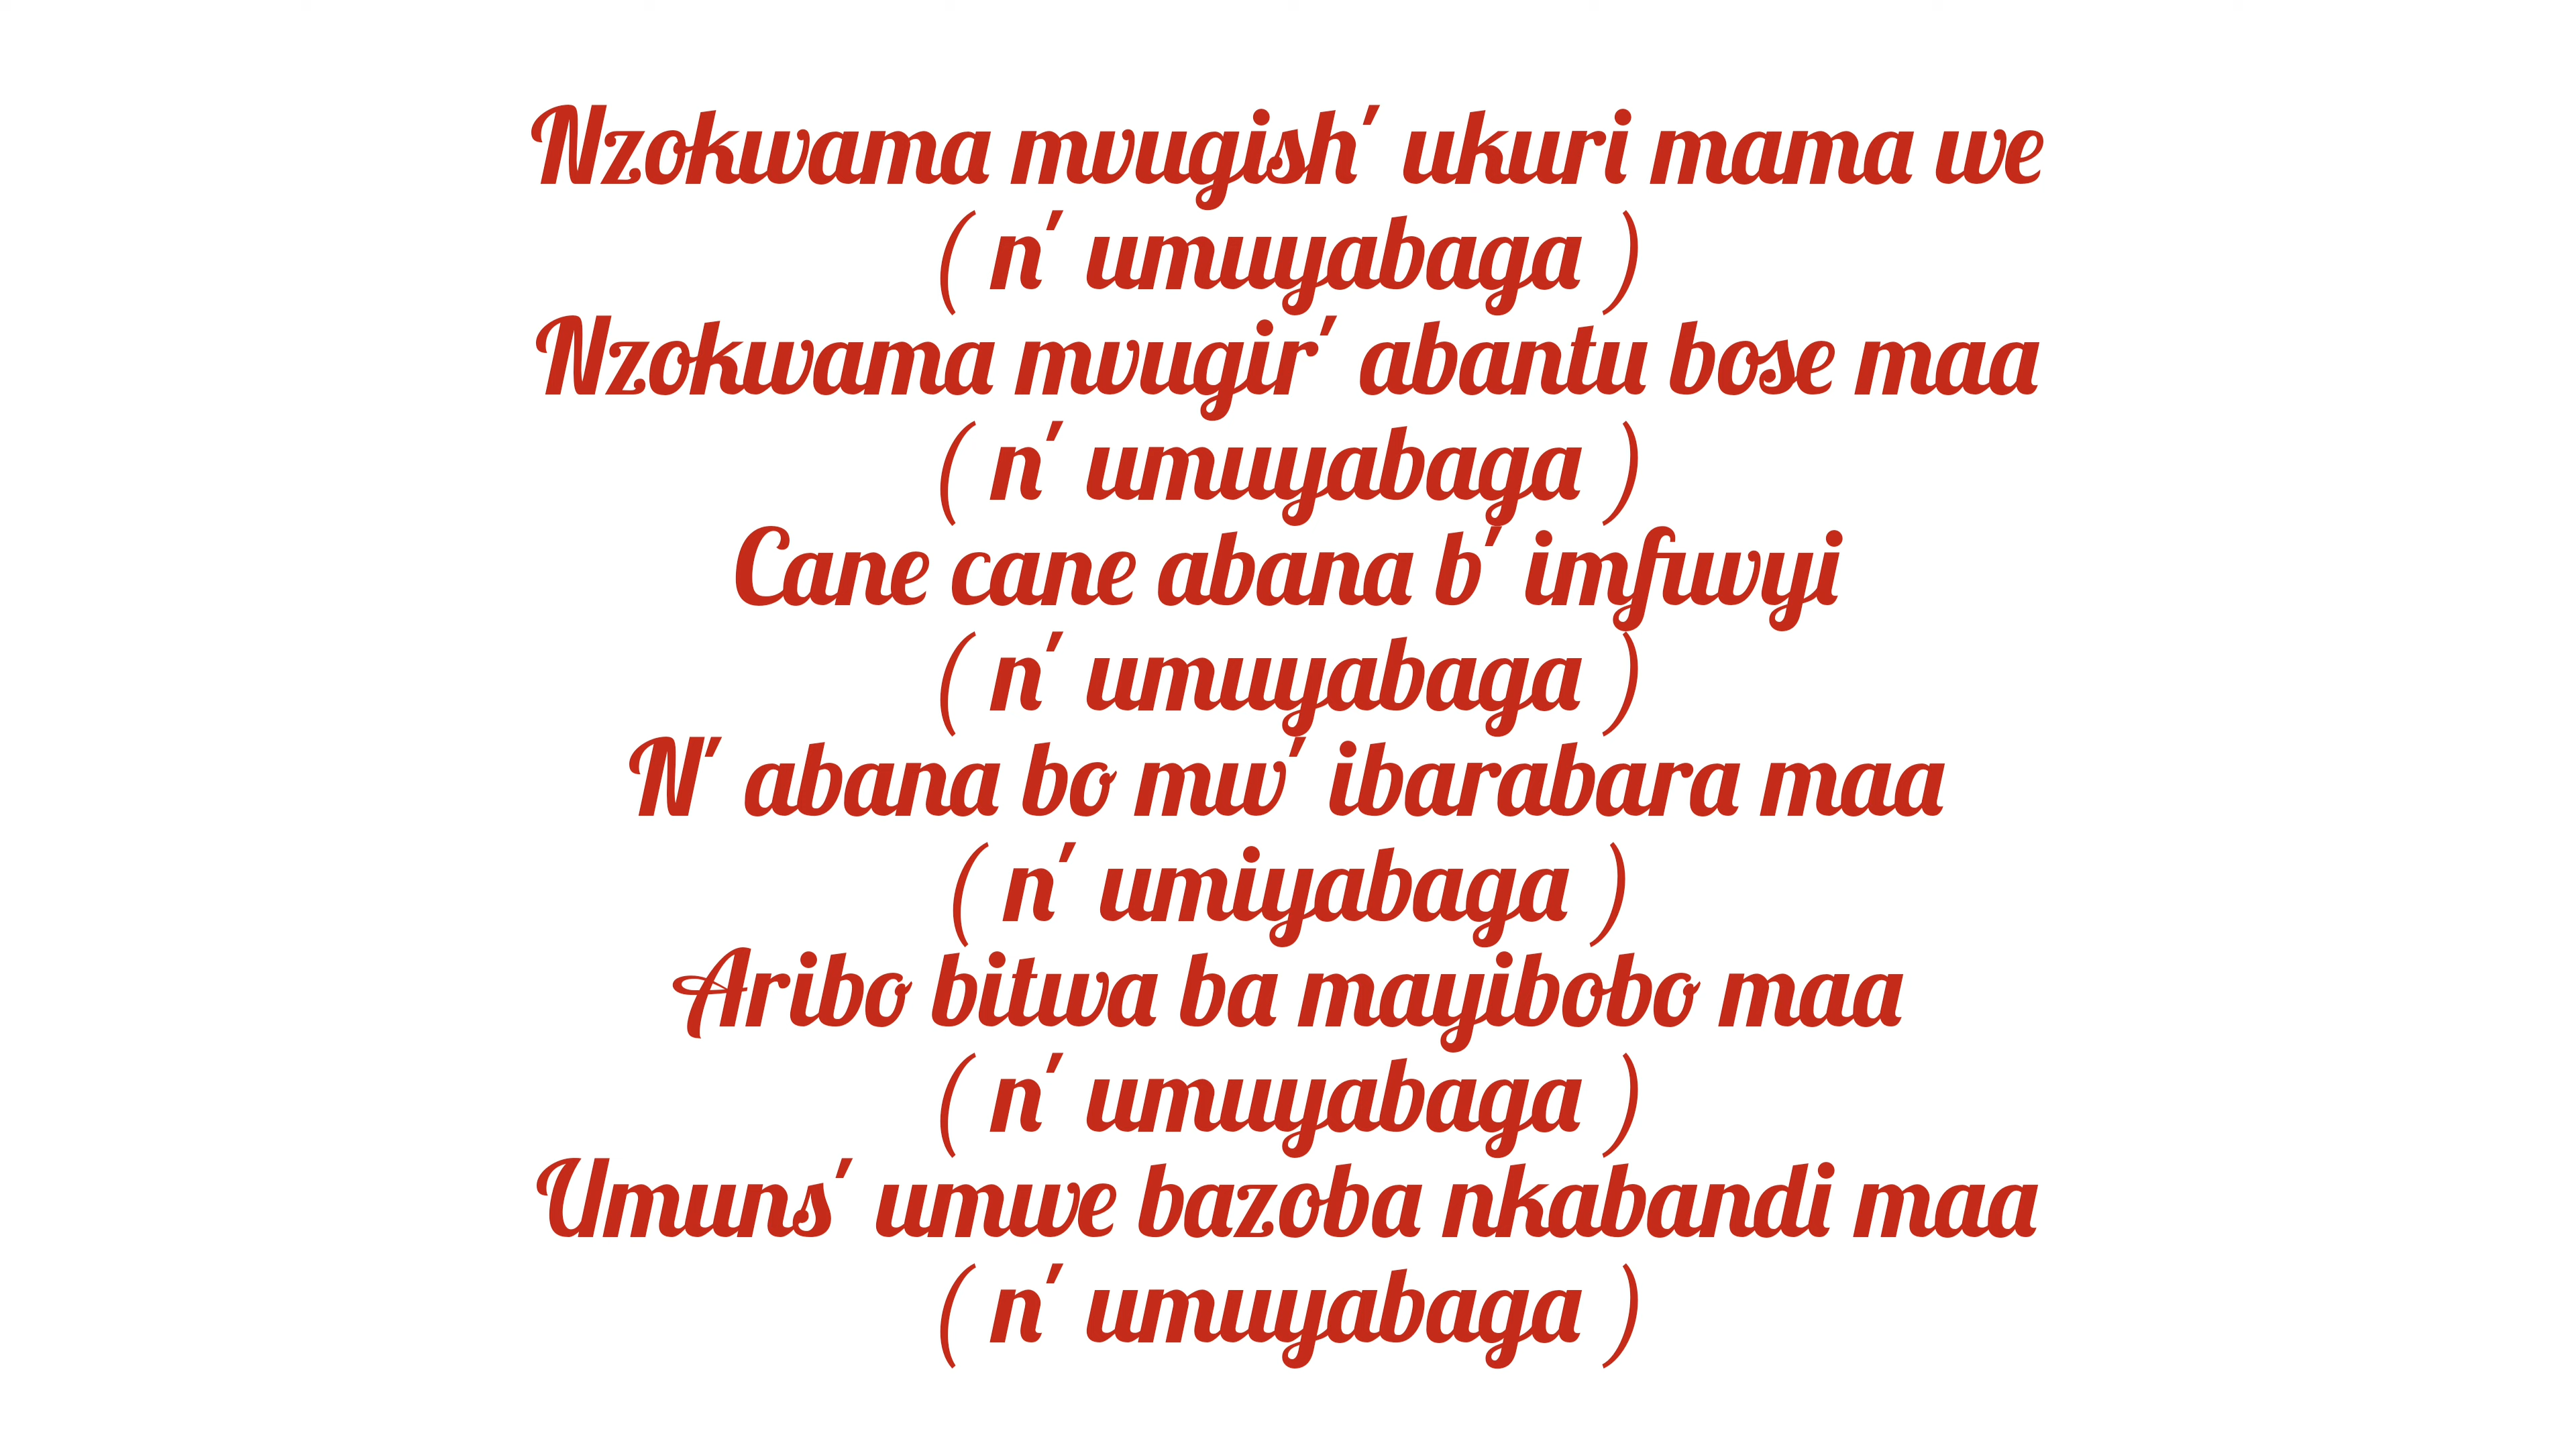 Nzokwama mvugish' ukuri mama we
( n' umuyabaga )
Nzokwama mvugir' abantu bose maa
( n' umuyabaga )
Cane cane abana b' imfuvyi
( n' umuyabaga )
N' abana bo mw' ibarabara maa
( n' umiyabaga )
Aribo bitwa ba mayibobo maa
( n' umuyabaga )
Umuns' umwe bazoba nkabandi maa
( n' umuyabaga )